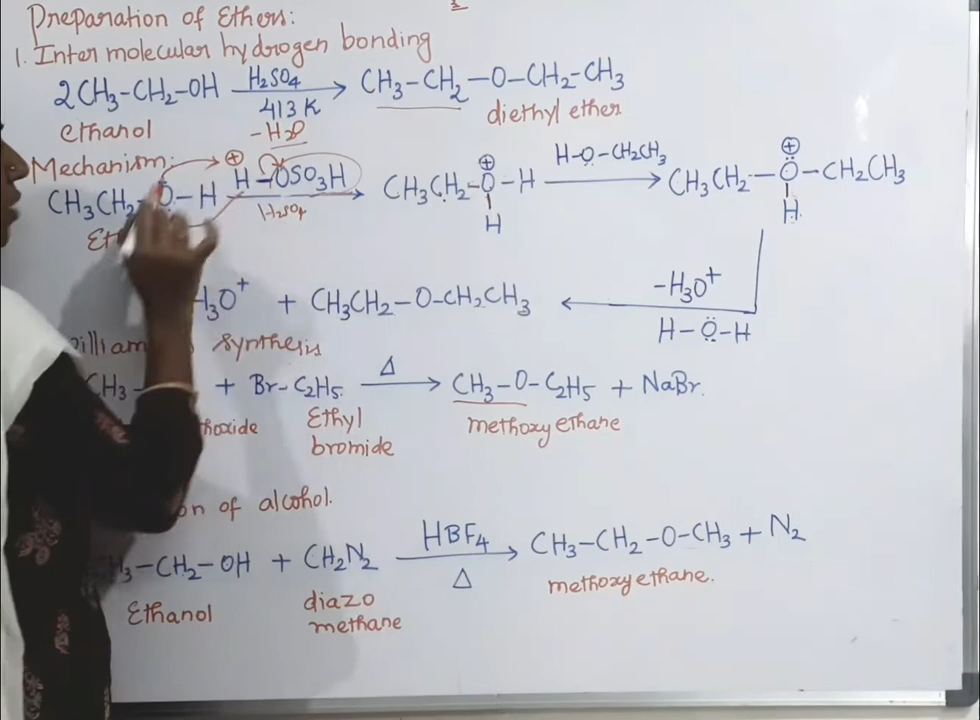 Preparation of Ethers:
1. Inter molecular hydrogen bonding
2CH3-CH2-OH H2SO4 413 K -H2O → CH3-CH2-O-CH2-CH3
ethanol diethyl ether
Mechanism:
CH3CH2-O-H H-OSO3H H2SO4 → CH3CH2-O-H H ⊕ H-O-CH2CH3 → CH3CH2-O-CH2CH3 H ⊕
H3O+ + CH3CH2-O-CH2CH3 ← -H3O+ H-O-H
synthesis
CH3- + Br-C2H5 Δ → CH3-O-C2H5 + NaBr.
Ethyl bromide methoxy ethane
of alcohol.
-CH2-OH + CH2N2 HBF4 Δ → CH3-CH2-O-CH3 + N2
Ethanol diazo methane methoxyethane.